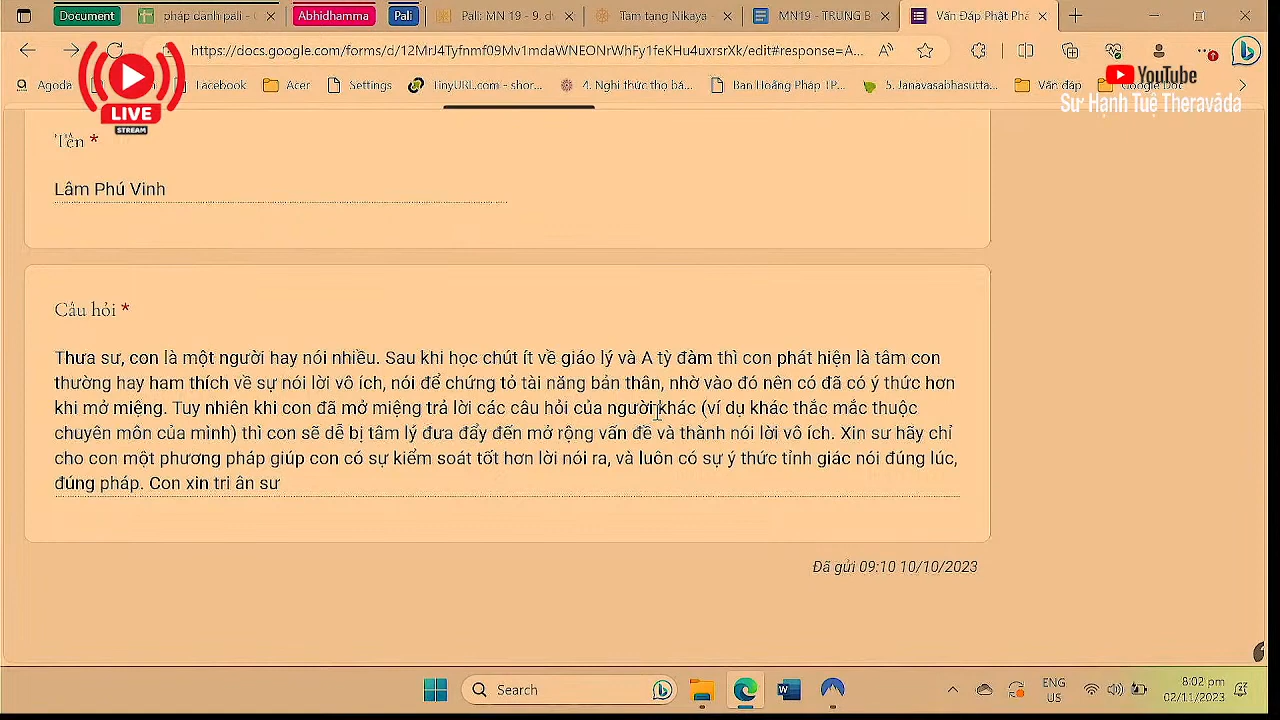 Document
pháp danh pali - G
Abhidhamma
Pali
Pali: MN 19 - 9. d
Tam tạng Nikaya
MN19 - TRUNG B
Vấn Đáp Phật Phá
https://docs.google.com/forms/d/12MrJ4Tyfnmf09Mv1mdaWNEONrWhFy1feKHu4uxrsrXk/edit#response=A...
Agoda
Facebook
Acer
Settings
TinyURL.com - shor...
4. Nghi thức thọ bá...
Ban Hoằng Pháp TP...
5. Janavasabhasutta...
Vấn đáp
Google Doc
LIVE
STREAM
YouTube
Sư Hạnh Tuệ Theravāda
Tên *
Lâm Phú Vinh
Câu hỏi *
Thưa sư, con là một người hay nói nhiều. Sau khi học chút ít về giáo lý và A tỳ đàm thì con phát hiện là tâm con
thường hay ham thích về sự nói lời vô ích, nói để chứng tỏ tài năng bản thân, nhờ vào đó nên có đã có ý thức hơn
khi mở miệng. Tuy nhiên khi con đã mở miệng trả lời các câu hỏi của người khác (ví dụ khác thắc mắc thuộc
chuyên môn của mình) thì con sẽ dễ bị tâm lý đưa đẩy đến mở rộng vấn đề và thành nói lời vô ích. Xin sư hãy chỉ
cho con một phương pháp giúp con có sự kiểm soát tốt hơn lời nói ra, và luôn có sự ý thức tỉnh giác nói đúng lúc,
đúng pháp. Con xin tri ân sư
Đã gửi 09:10 10/10/2023
Search
ENG
US
8:02 pm
02/11/2023